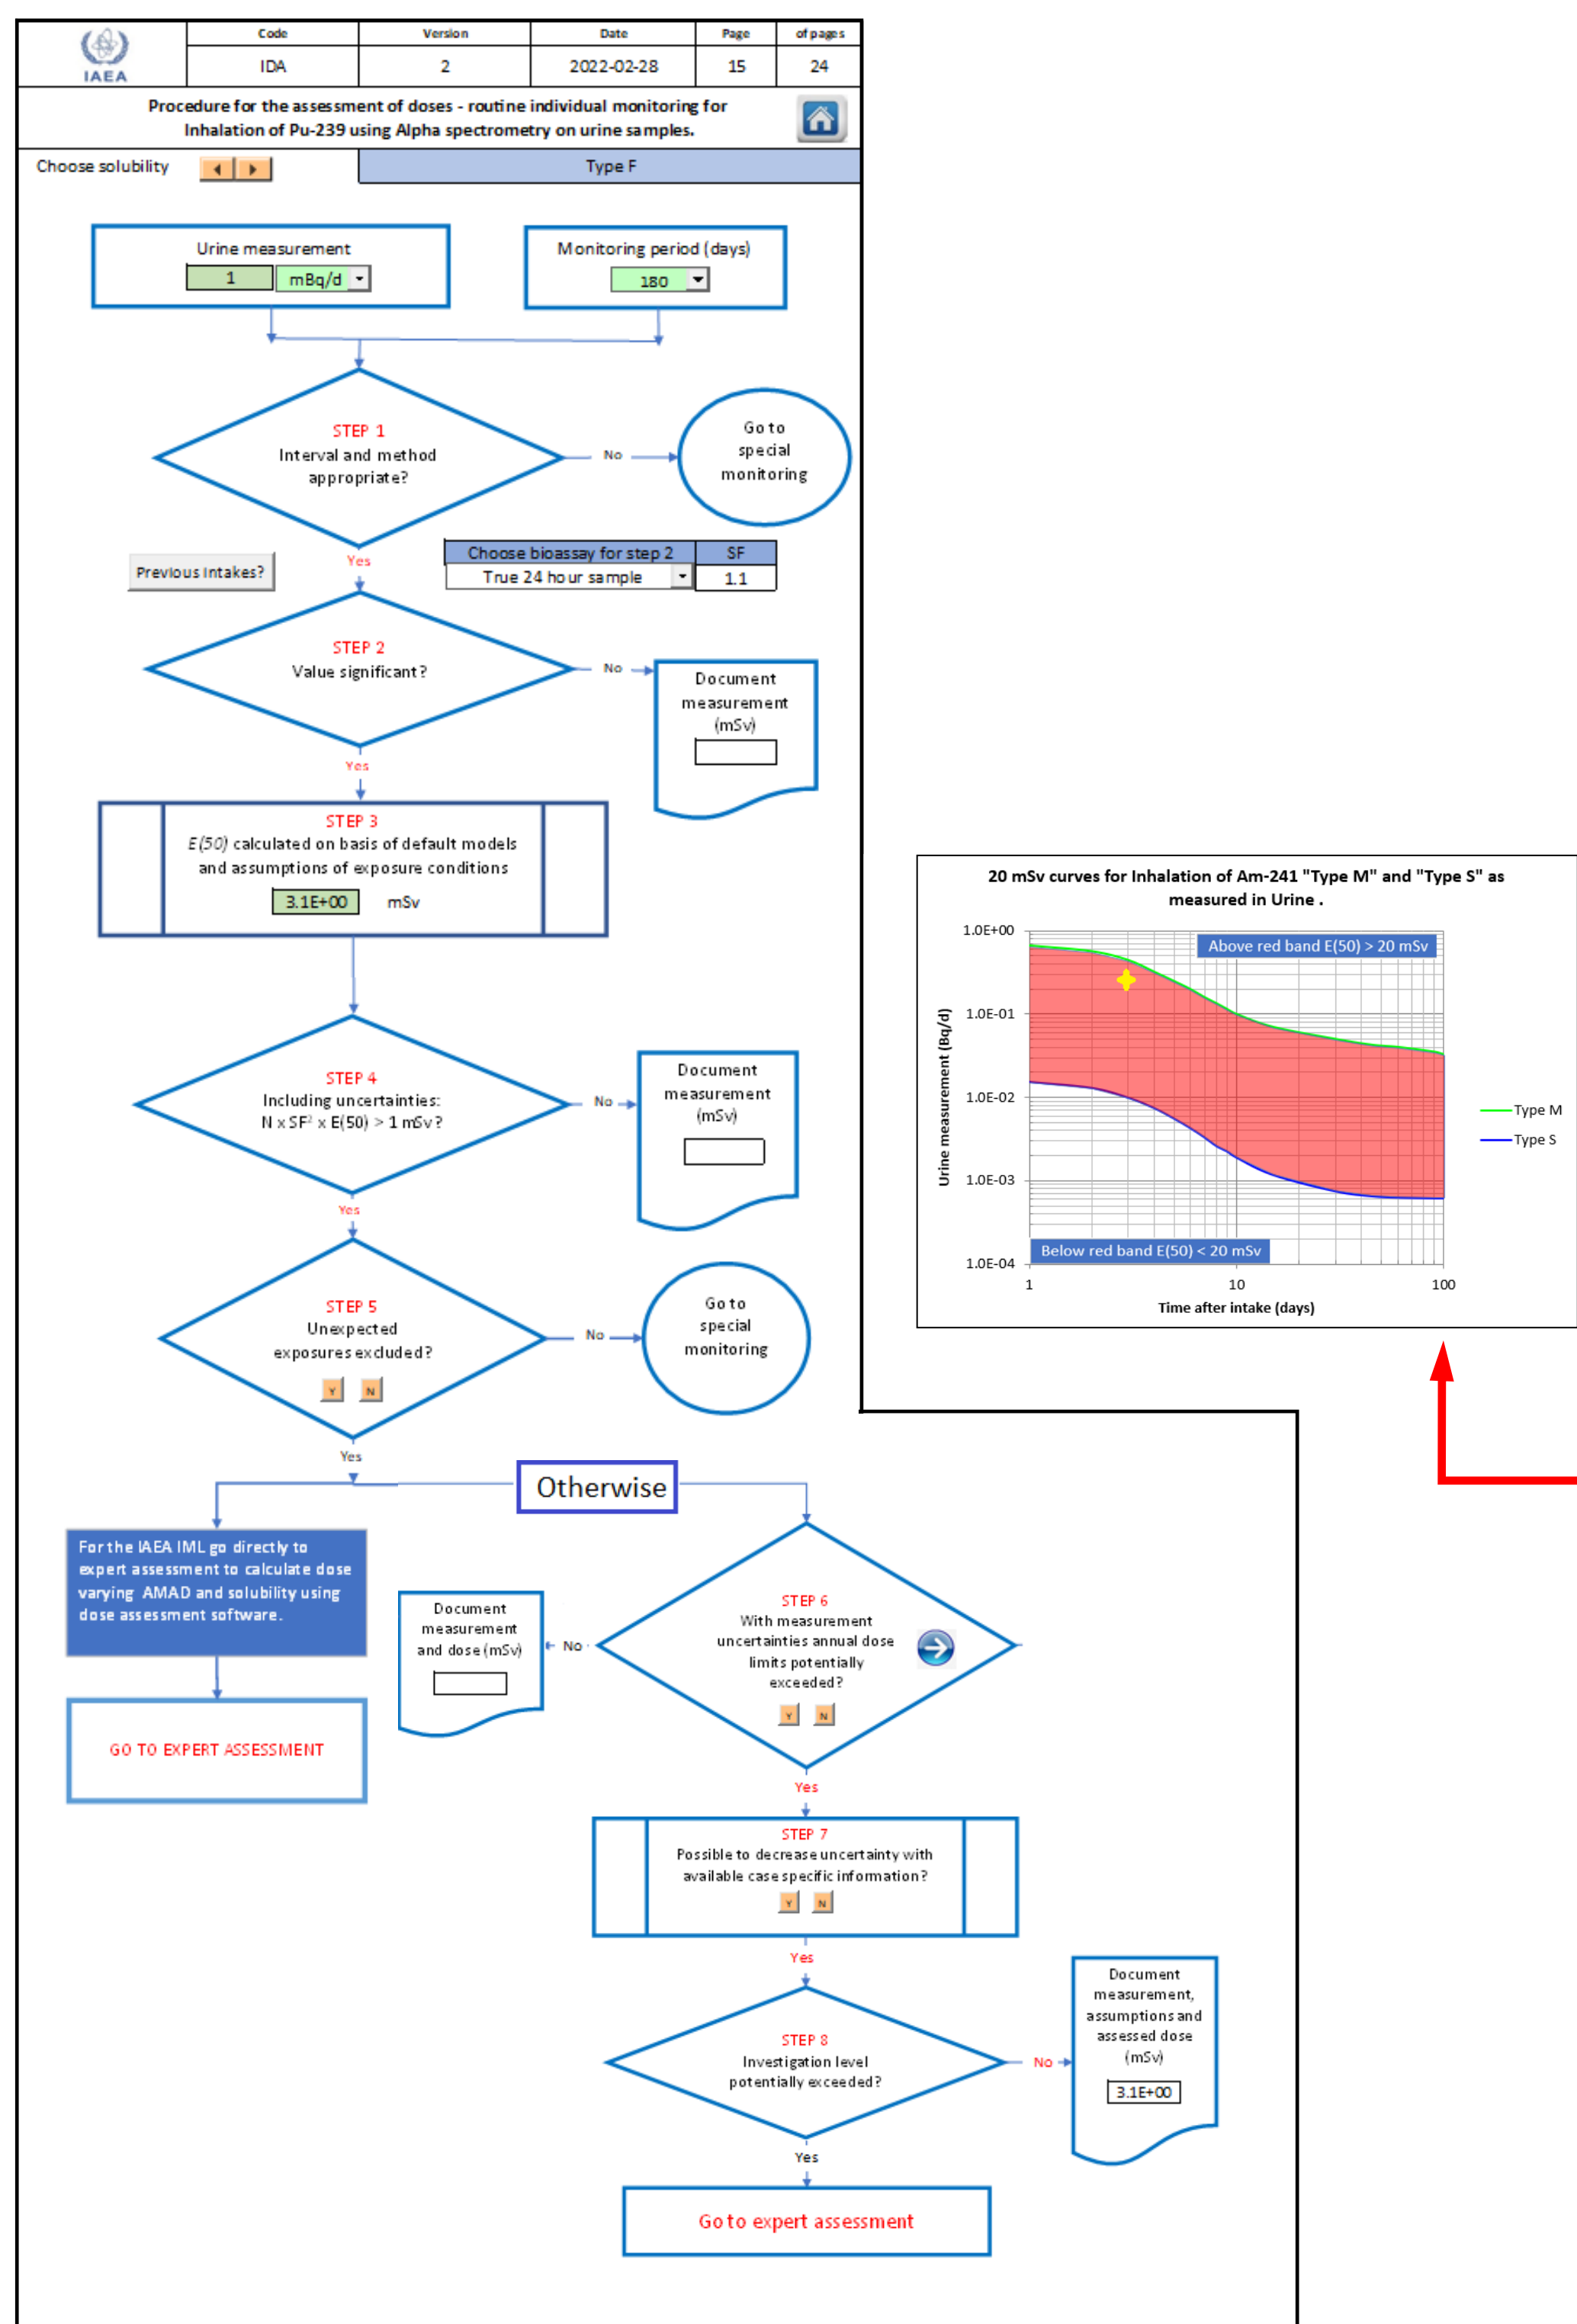 Code Version Date Page of pages
IAEA IDA 2 2022-02-28 15 24
Procedure for the assessment of doses - routine individual monitoring for
Inhalation of Pu-239 using Alpha spectrometry on urine samples.
Choose solubility Type F
Urine measurement
1 mBq/d
Monitoring period (days)
180
STEP 1
Interval and method
appropriate?
No
Go to
special
monitoring
Yes
Previous Intakes?
Choose bioassay for step 2 SF
True 24 hour sample 1.1
STEP 2
Value significant?
No
Document
measurement
(mSv)
Yes
STEP 3
E(50) calculated on basis of default models
and assumptions of exposure conditions
3.1E+00 mSv
STEP 4
Including uncertainties:
N x SF² x E(50) > 1 mSv?
No
Document
measurement
(mSv)
Yes
STEP 5
Unexpected
exposures excluded?
Y N
No
Go to
special
monitoring
Yes
Otherwise
For the IAEA IML go directly to
expert assessment to calculate dose
varying AMAD and solubility using
dose assessment software.
GO TO EXPERT ASSESSMENT
Document
measurement
and dose (mSv)
No
STEP 6
With measurement
uncertainties annual dose
limits potentially
exceeded?
Y N
Yes
STEP 7
Possible to decrease uncertainty with
available case specific information?
Y N
Yes
STEP 8
Investigation level
potentially exceeded?
No
Document
measurement,
assumptions and
assessed dose
(mSv)
3.1E+00
Yes
Go to expert assessment
20 mSv curves for Inhalation of Am-241 "Type M" and "Type S" as
measured in Urine .
Above red band E(50) > 20 mSv
Below red band E(50) < 20 mSv
Urine measurement (Bq/d)
1.0E+00
1.0E-01
1.0E-02
1.0E-03
1.0E-04
1 10 100
Time after intake (days)
Type M
Type S